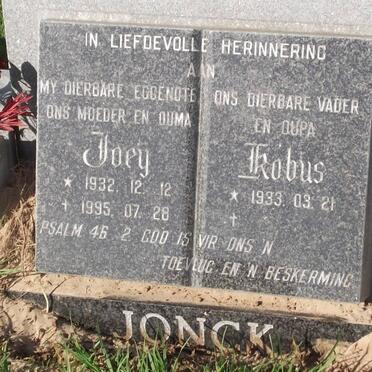 IN LIEFDEVOLLE HERINNERING
AAN
MY DIERBARE EGGENOTE
ONS MOEDER EN OUMA
Joey
* 1932. 12. 12
† 1995. 07. 28
ONS DIERBARE VADER
EN OUPA
Kobus
* 1933. 03. 21
†
PSALM 46. 2 GOD IS VIR ONS N
TOEVLUG EN 'N BESKERMING
JONCK